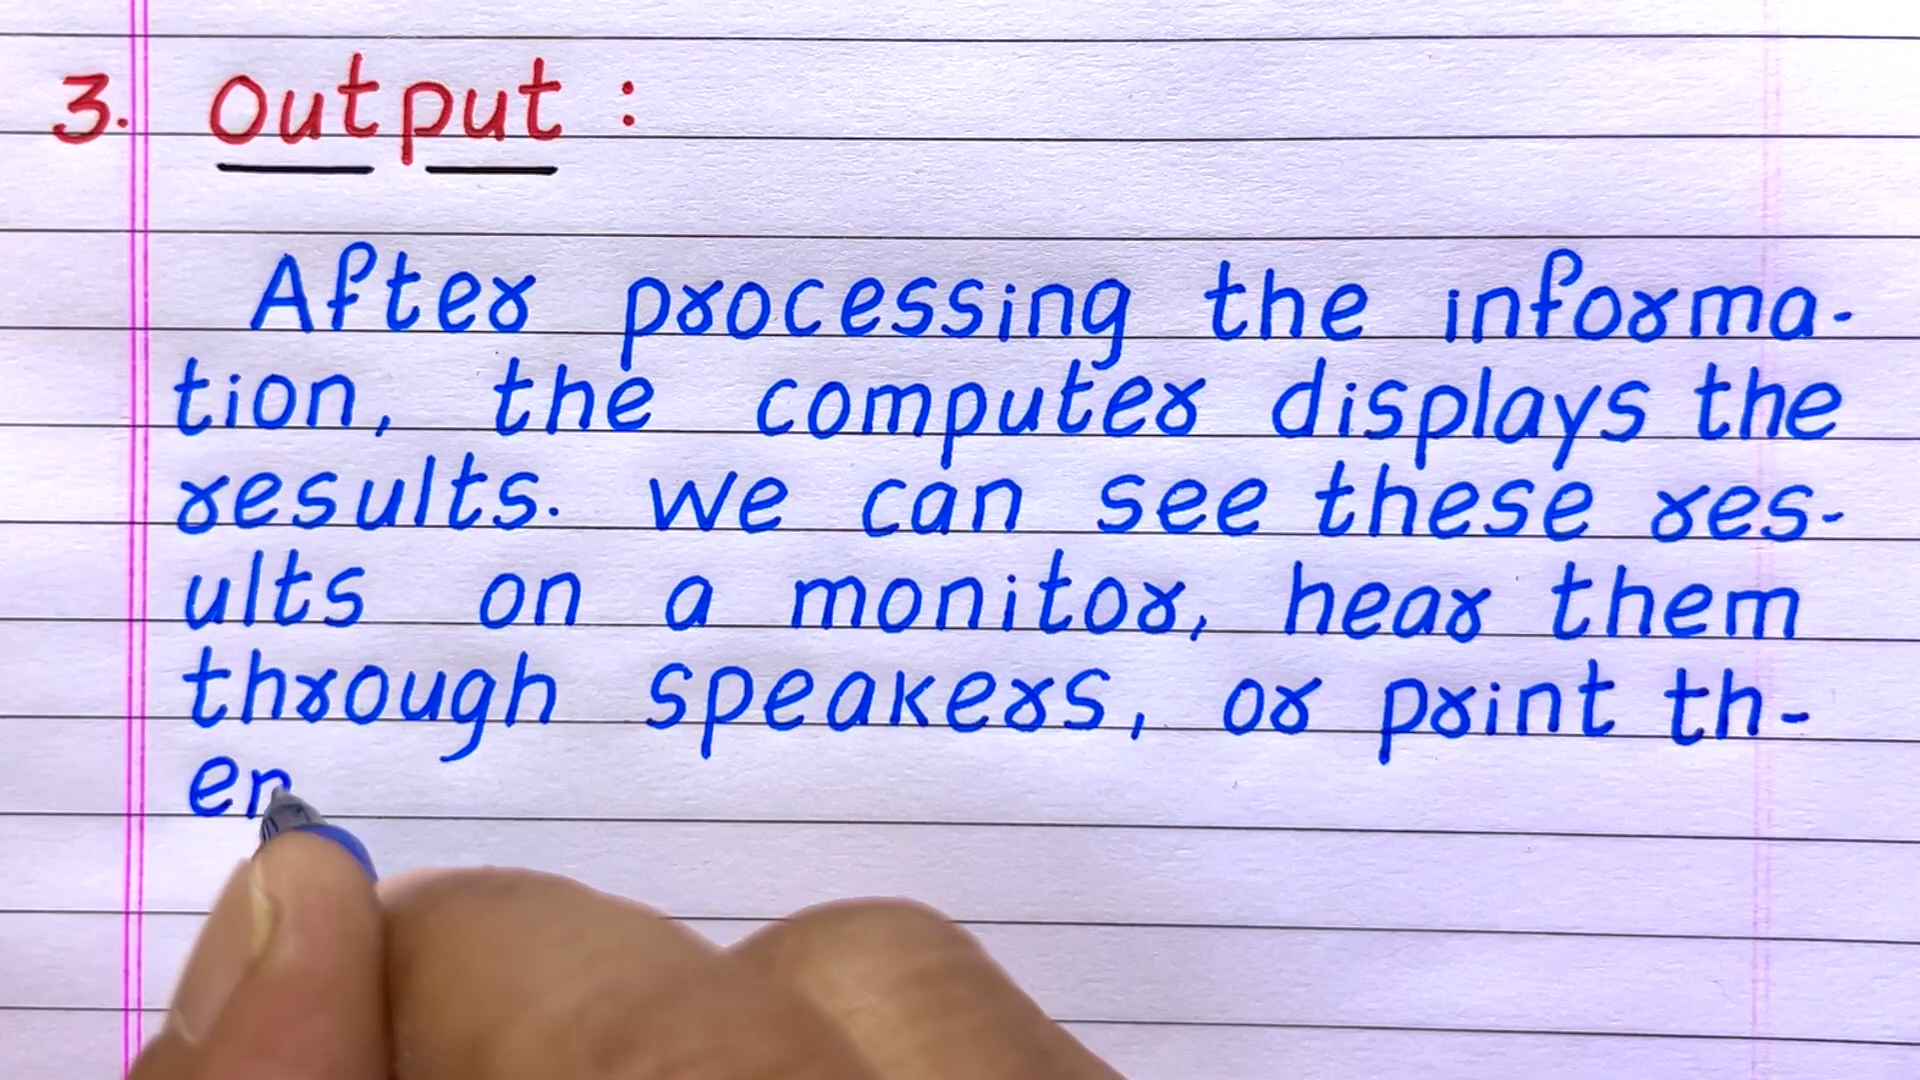 3. Output :
After processing the informa-
tion, the computer displays the
results. We can see these res-
ults on a monitor, hear them
through speakers, or print th-